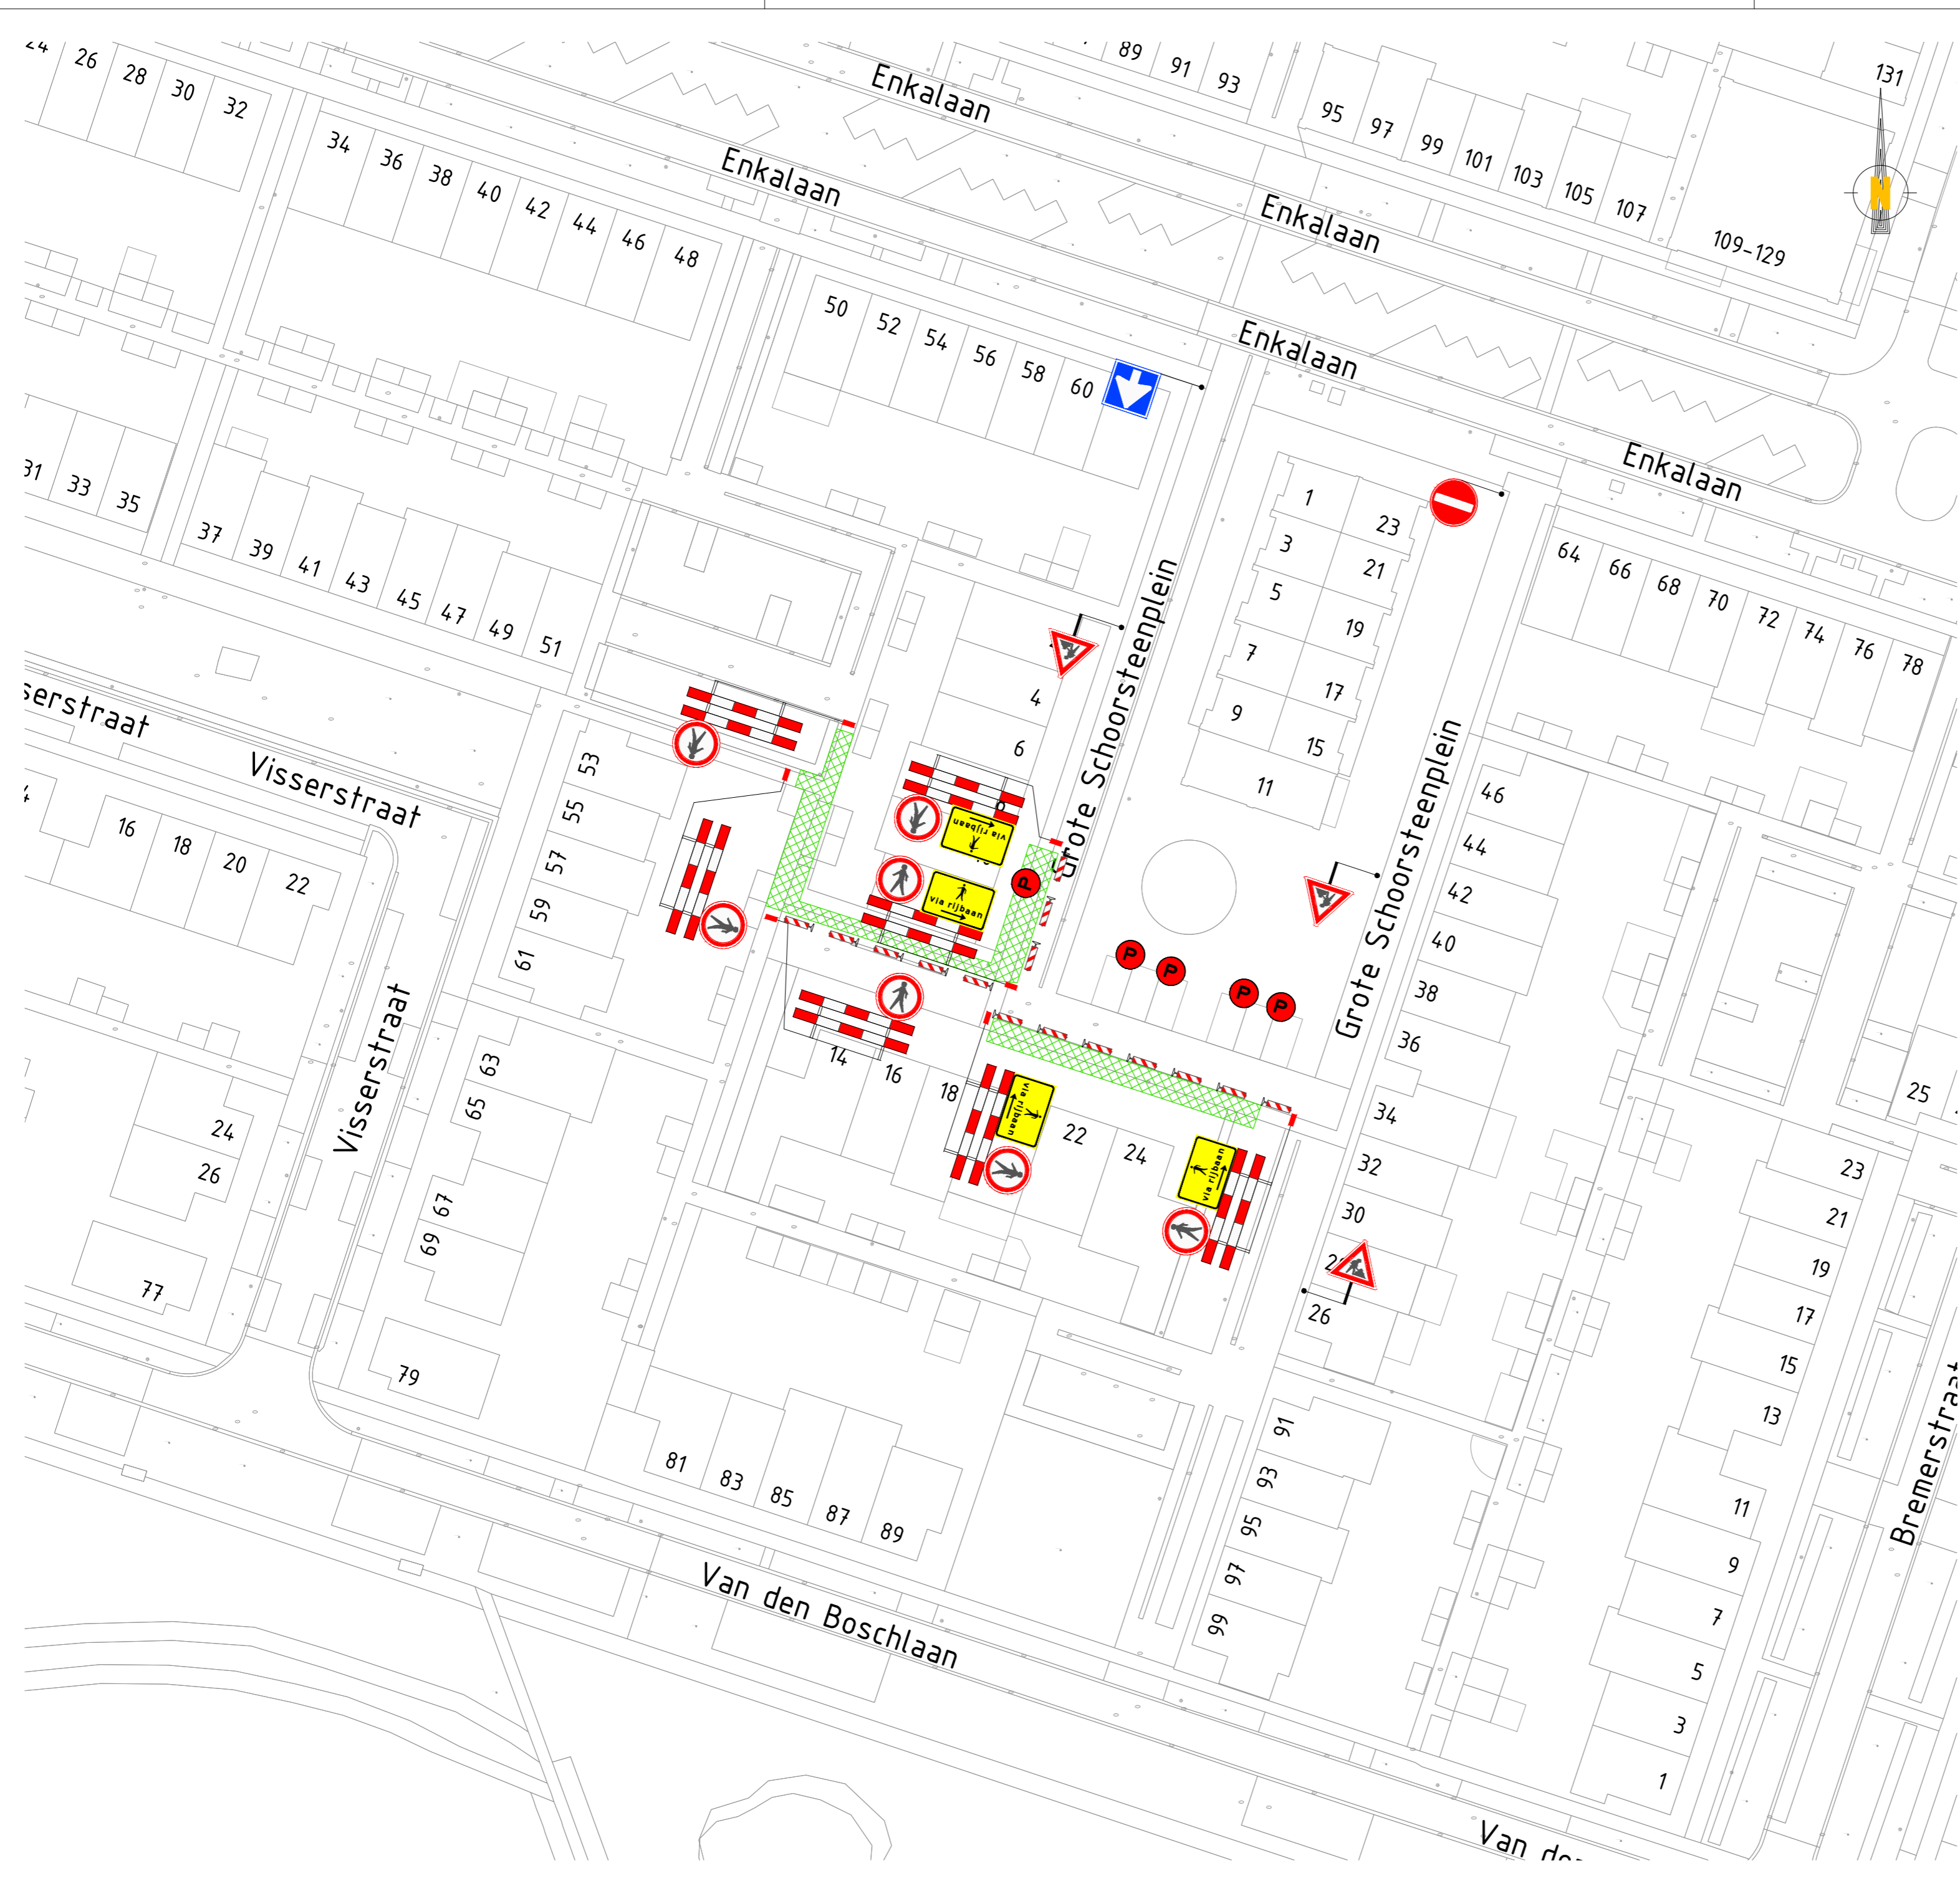 24 26 28 30 32
34 36 38 40 42 44 46 48
Enkalaan
Enkalaan
89 91 93
95 97 99 101 103 105 107
109-129
131
N
Enkalaan
Enkalaan
Enkalaan
50 52 54 56 58 60
31 33 35
37 39 41 43 45 47 49 51
1 3 5 7 9 11
23 21 19 17 15
64 66 68 70 72 74 76 78
4
6
Grote Schoorsteenplein
Grote Schoorsteenplein
serstraat
Visserstraat
16 18 20 22
53 55 57 59 61
via rijbaan
via rijbaan
P
P
P
P
P
46 44 42 40 38 36 34 32 30
26
14 16 18
22 24
via rijbaan
via rijbaan
Visserstraat
63 65 67 69
24
26
77
79
81 83 85 87 89
91 93 95 97 99
25
23 21 19 17 15 13 11 9 7 5 3 1
Bremerstraat
Van den Boschlaan
Van de